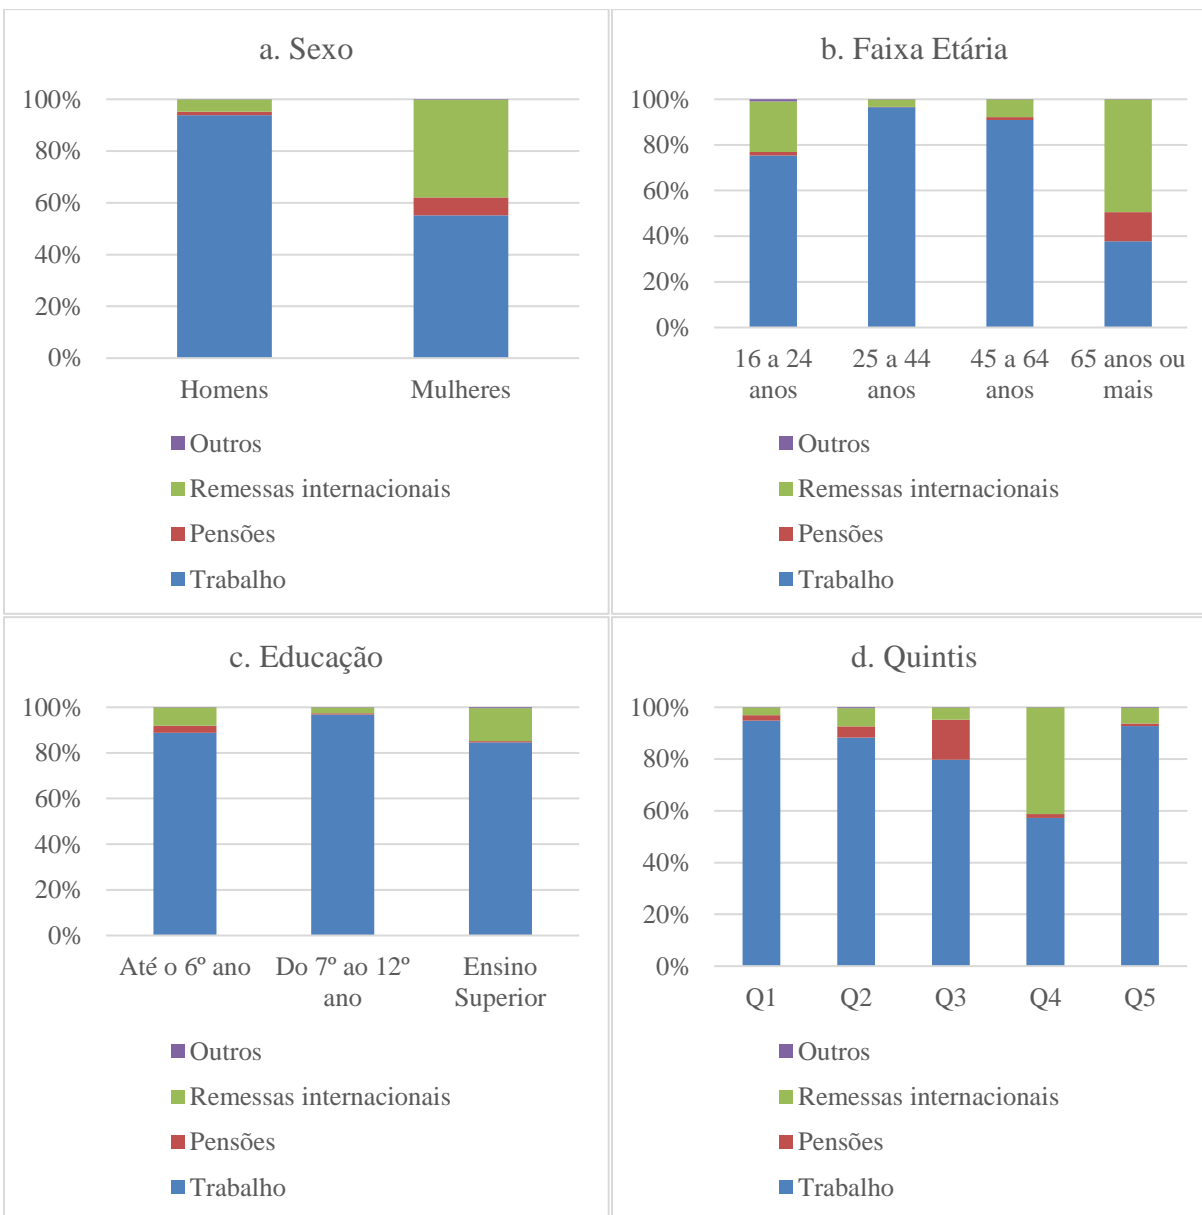 a. Sexo
100%
80%
60%
40%
20%
0%
Homens
Mulheres
Outros
Remessas internacionais
Pensões
Trabalho
b. Faixa Etária
100%
80%
60%
40%
20%
0%
16 a 24
anos
25 a 44
anos
45 a 64
anos
65 anos ou
mais
Outros
Remessas internacionais
Pensões
Trabalho
c. Educação
100%
80%
60%
40%
20%
0%
Até o 6º ano
Do 7º ao 12º
ano
Ensino
Superior
Outros
Remessas internacionais
Pensões
Trabalho
d. Quintis
100%
80%
60%
40%
20%
0%
Q1
Q2
Q3
Q4
Q5
Outros
Remessas internacionais
Pensões
Trabalho